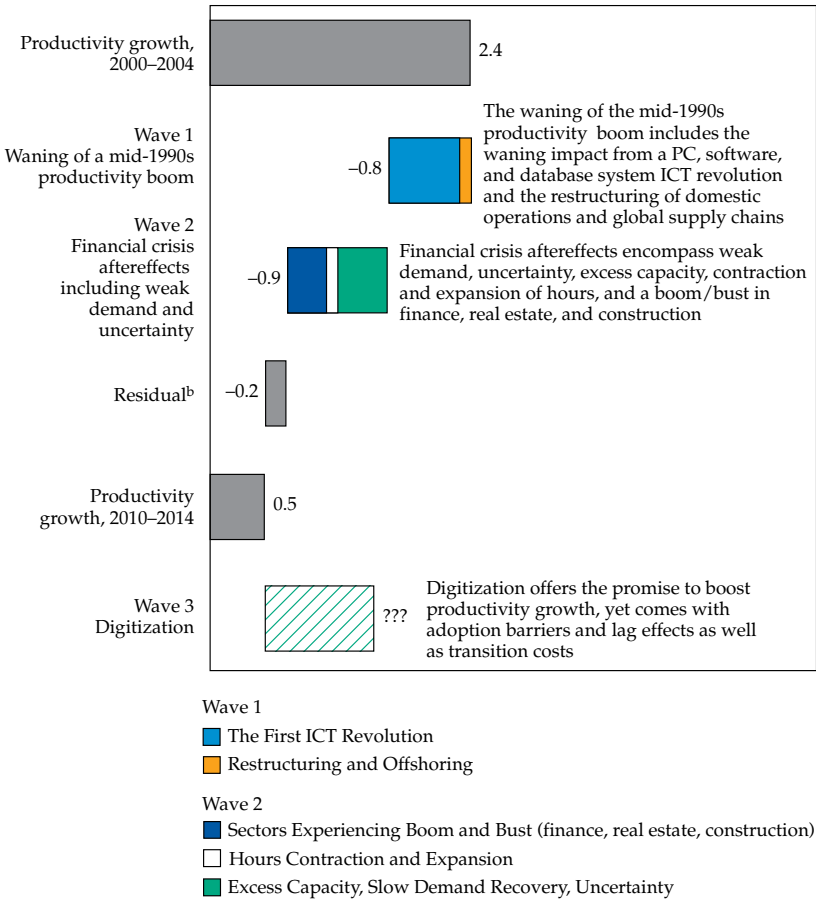 Productivity growth,
2000–2004
2.4
Wave 1
Waning of a mid-1990s
productivity boom
–0.8
The waning of the mid-1990s
productivity boom includes the
waning impact from a PC, software,
and database system ICT revolution
and the restructuring of domestic
operations and global supply chains
Wave 2
Financial crisis
aftereffects
including weak
demand and
uncertainty
–0.9
Financial crisis aftereffects encompass weak
demand, uncertainty, excess capacity, contraction
and expansion of hours, and a boom/bust in
finance, real estate, and construction
Residualᵇ
–0.2
Productivity
growth, 2010–2014
0.5
Wave 3
Digitization
???
Digitization offers the promise to boost
productivity growth, yet comes with
adoption barriers and lag effects as well
as transition costs
Wave 1
The First ICT Revolution
Restructuring and Offshoring
Wave 2
Sectors Experiencing Boom and Bust (finance, real estate, construction)
Hours Contraction and Expansion
Excess Capacity, Slow Demand Recovery, Uncertainty